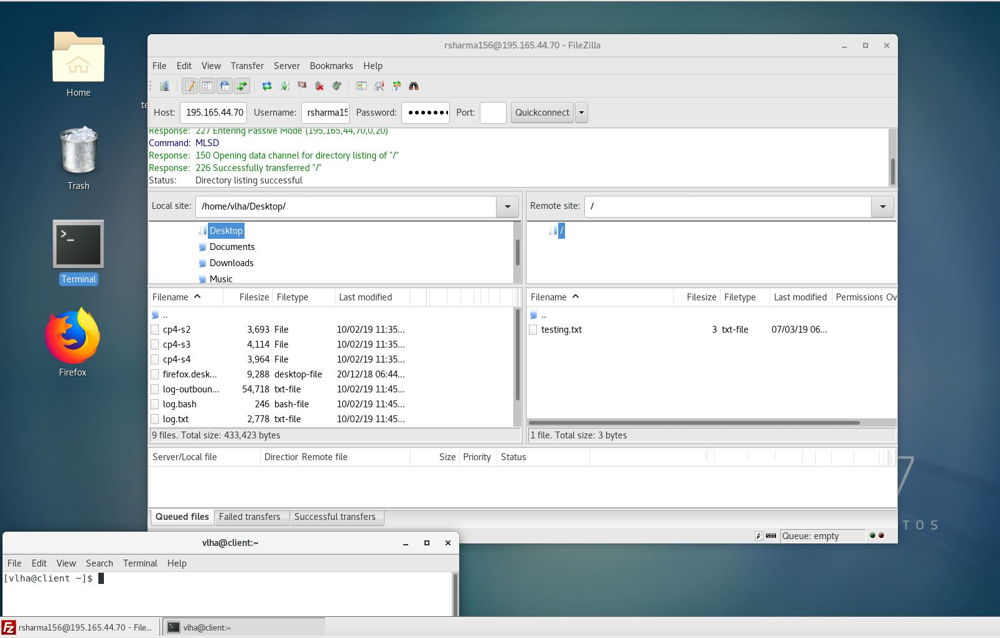 Home
te
Trash
>_
Terminal
Firefox
rsharma156@195.165.44.70 - FileZilla
File Edit View Transfer Server Bookmarks Help
Host: 195.165.44.70 Username: rsharma15 Password: ●●●●●●● Port: Quickconnect
Response: 227 Entering Passive Mode (195,165,44,70,0,20)
Command: MLSD
Response: 150 Opening data channel for directory listing of "/"
Response: 226 Successfully transferred "/"
Status: Directory listing successful
Local site: /home/vlha/Desktop/
Remote site: /
Desktop
Documents
Downloads
Music
/
Filename Filesize Filetype Last modified
..
cp4-s2 3,693 File 10/02/19 11:35...
cp4-s3 4,114 File 10/02/19 11:35...
cp4-s4 3,964 File 10/02/19 11:35...
firefox.desk... 9,288 desktop-file 20/12/18 06:44...
log-outboun... 54,718 txt-file 10/02/19 11:45...
log.bash 246 bash-file 10/02/19 11:45...
log.txt 2,778 txt-file 10/02/19 11:45...
9 files. Total size: 433,423 bytes
Filename Filesize Filetype Last modified Permissions Ow
..
testing.txt 3 txt-file 07/03/19 06...
1 file. Total size: 3 bytes
Server/Local file Direction Remote file Size Priority Status
Queued files Failed transfers Successful transfers
Queue: empty
7
TOS
vlha@client:~
File Edit View Search Terminal Help
[vlha@client ~]$
Fz rsharma156@195.165.44.70 - File...
vlha@client:~